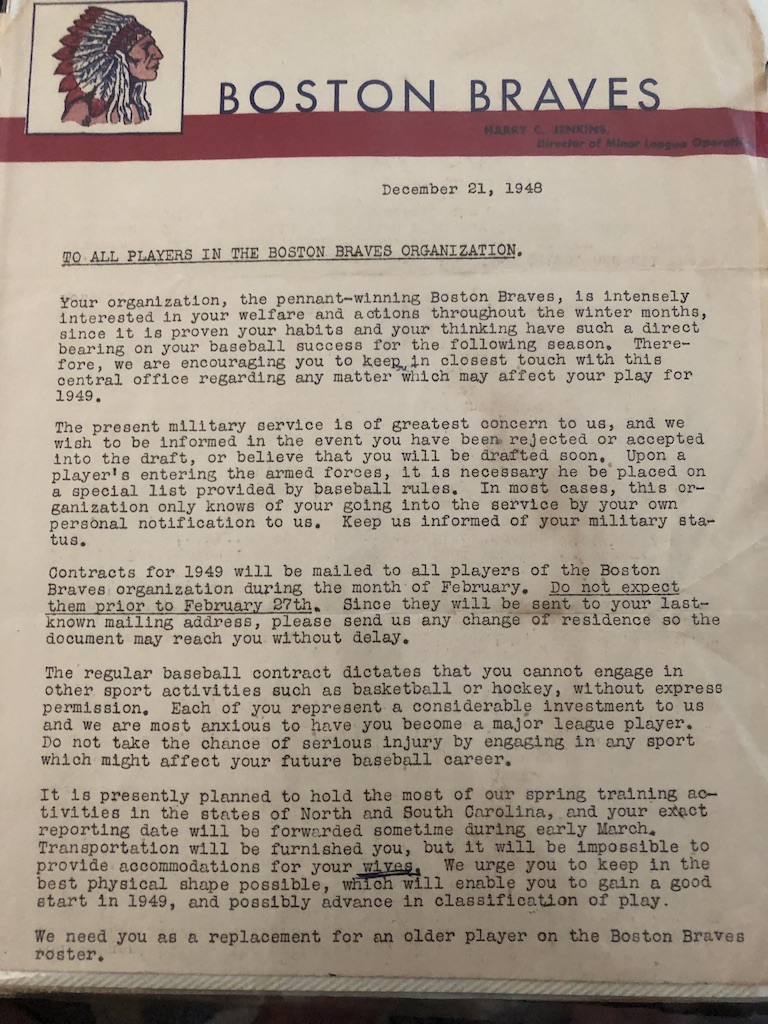 BOSTON BRAVES
HARRY C. JENKINS,
Director of Minor League
December 21, 1948
TO ALL PLAYERS IN THE BOSTON BRAVES ORGANIZATION.
Your organization, the pennant-winning Boston Braves, is intensely
interested in your welfare and actions throughout the winter months,
since it is proven your habits and your thinking have such a direct
bearing on your baseball success for the following season. There-
fore, we are encouraging you to keep in closest touch with this
central office regarding any matter which may affect your play for
1949.
The present military service is of greatest concern to us, and we
wish to be informed in the event you have been rejected or accepted
into the draft, or believe that you will be drafted soon. Upon a
player's entering the armed forces, it is necessary he be placed on
a special list provided by baseball rules. In most cases, this or-
ganization only knows of your going into the service by your own
personal notification to us. Keep us informed of your military sta-
tus.
Contracts for 1949 will be mailed to all players of the Boston
Braves organization during the month of February. Do not expect
them prior to February 27th. Since they will be sent to your last-
known mailing address, please send us any change of residence so the
document may reach you without delay.
The regular baseball contract dictates that you cannot engage in
other sport activities such as basketball or hockey, without express
permission. Each of you represent a considerable investment to us
and we are most anxious to have you become a major league player.
Do not take the chance of serious injury by engaging in any sport
which might affect your future baseball career.
It is presently planned to hold the most of our spring training ac-
tivities in the states of North and South Carolina, and your exact
reporting date will be forwarded sometime during early March.
Transportation will be furnished you, but it will be impossible to
provide accommodations for your wives. We urge you to keep in the
best physical shape possible, which will enable you to gain a good
start in 1949, and possibly advance in classification of play.
We need you as a replacement for an older player on the Boston Braves
roster.